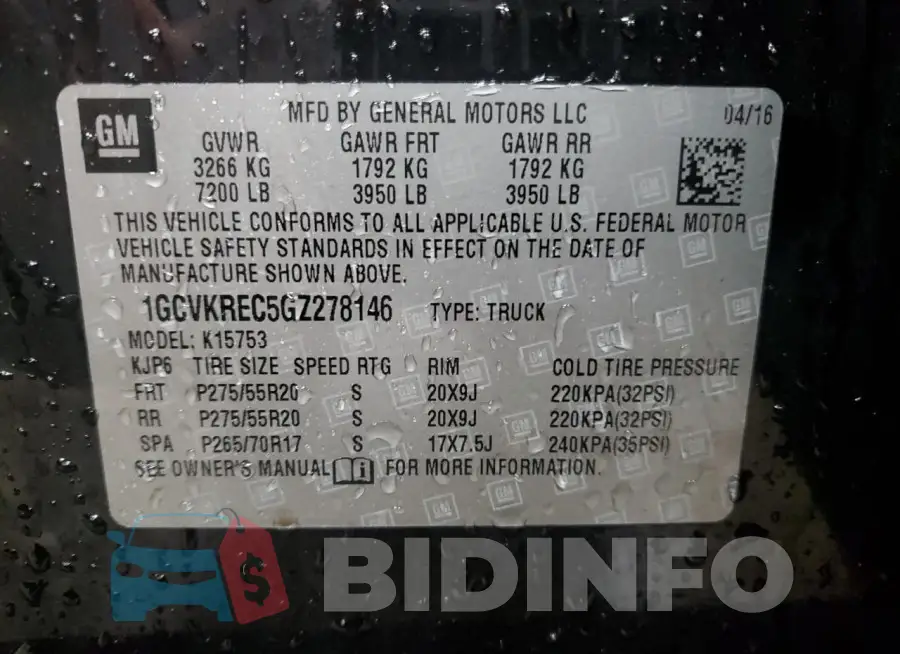 GM
MFD BY GENERAL MOTORS LLC 04/16
GVWR GAWR FRT GAWR RR
3266 KG 1792 KG 1792 KG
7200 LB 3950 LB 3950 LB
THIS VEHICLE CONFORMS TO ALL APPLICABLE U.S. FEDERAL MOTOR
VEHICLE SAFETY STANDARDS IN EFFECT ON THE DATE OF
MANUFACTURE SHOWN ABOVE.
1GCVKREC5GZ278146 TYPE: TRUCK
MODEL: K15753
KJP6 TIRE SIZE SPEED RTG RIM COLD TIRE PRESSURE
FRT P275/55R20 S 20X9J 220KPA(32PSI)
RR P275/55R20 S 20X9J 220KPA(32PSI)
SPA P265/70R17 S 17X7.5J 240KPA(35PSI)
SEE OWNER'S MANUAL FOR MORE INFORMATION.
$ BIDINFO